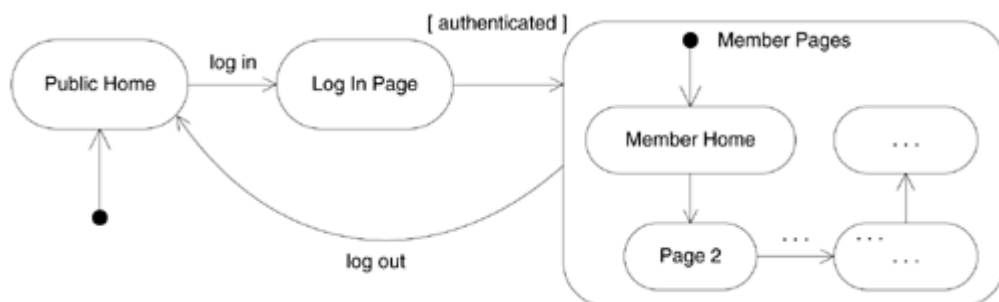 [ authenticated ]
Member Pages
log in
Public Home
Log In Page
Member Home
. . .
log out
Page 2
. . .
. . .
. . .